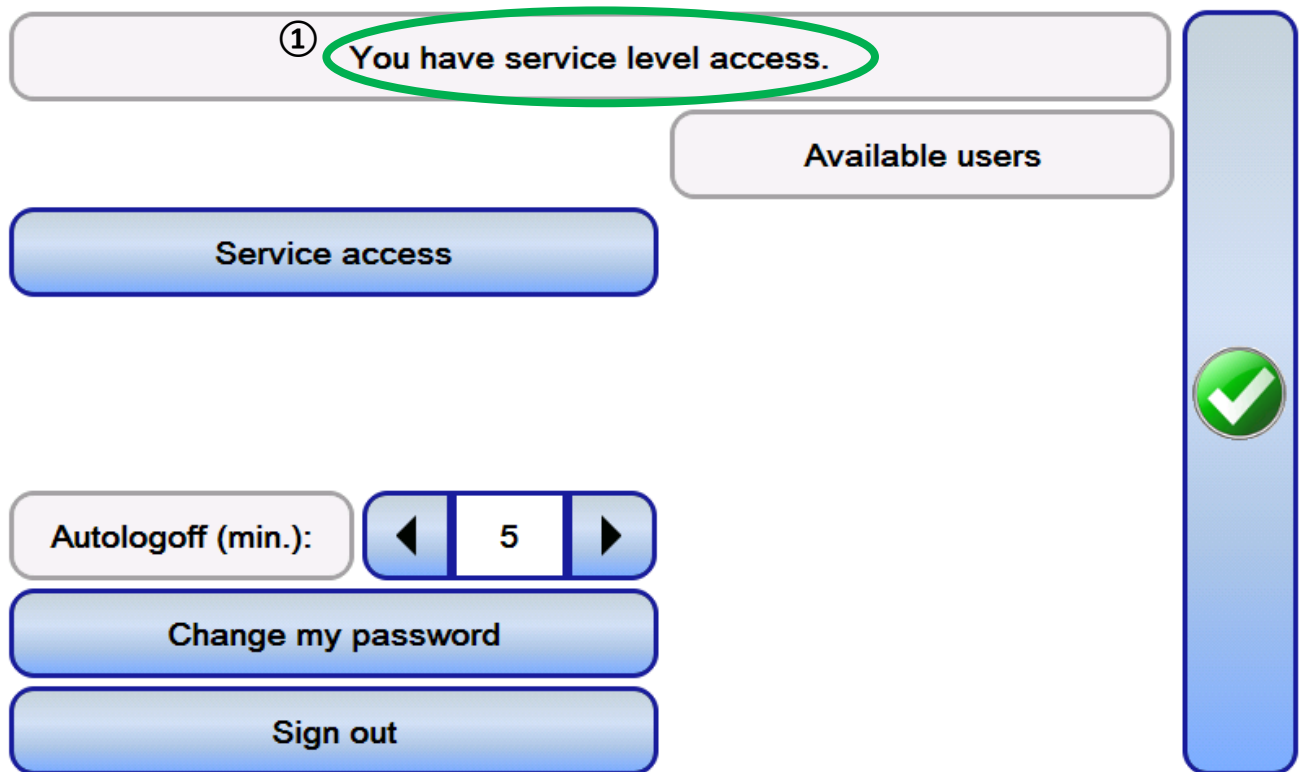 ①
You have service level access.
Available users
Service access
Autologoff (min.):
5
Change my password
Sign out